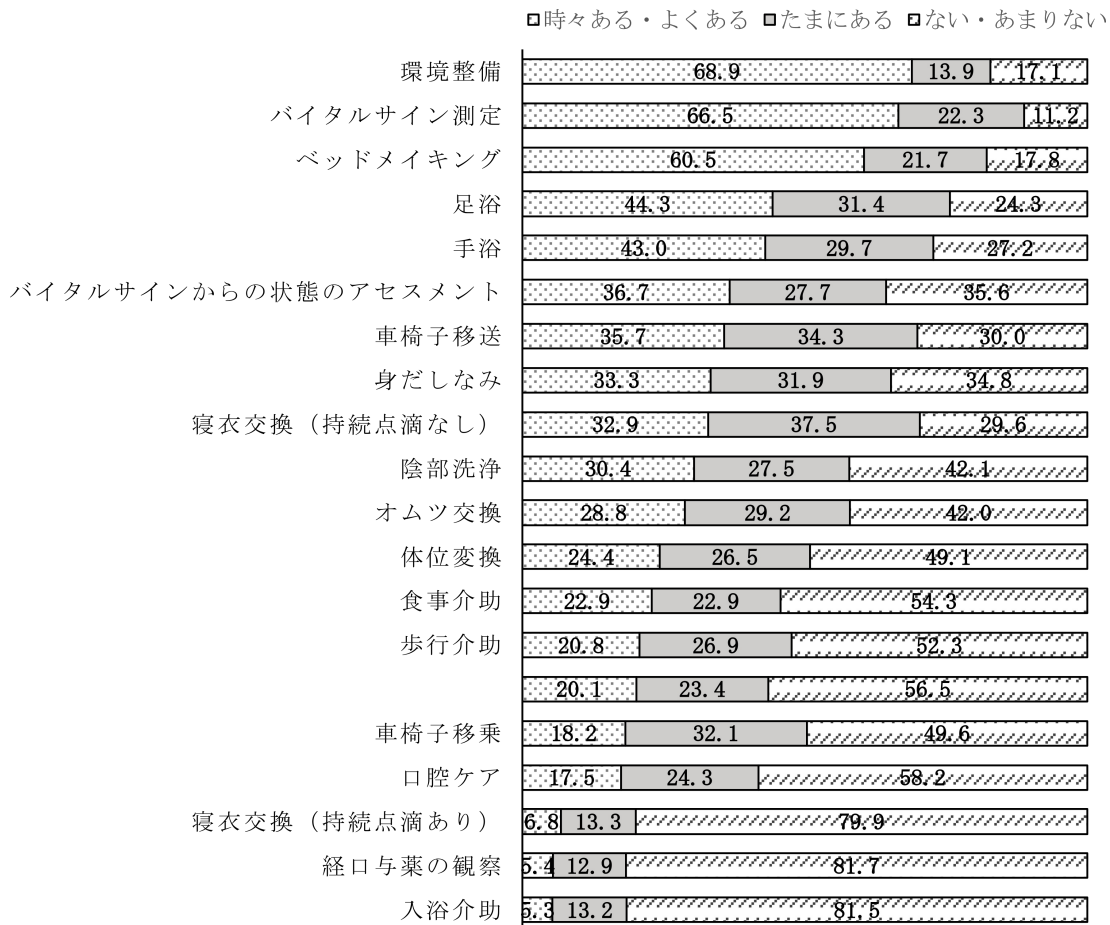 時々ある・よくある たまにある ない・あまりない
環境整備 68.9 13.9 17.1
バイタルサイン測定 66.5 22.3 11.2
ベッドメイキング 60.5 21.7 17.8
足浴 44.3 31.4 24.3
手浴 43.0 29.7 27.2
バイタルサインからの状態のアセスメント 36.7 27.7 35.6
車椅子移送 35.7 34.3 30.0
身だしなみ 33.3 31.9 34.8
寝衣交換（持続点滴なし） 32.9 37.5 29.6
陰部洗浄 30.4 27.5 42.1
オムツ交換 28.8 29.2 42.0
体位変換 24.4 26.5 49.1
食事介助 22.9 22.9 54.3
歩行介助 20.8 26.9 52.3
20.1 23.4 56.5
車椅子移乗 18.2 32.1 49.6
口腔ケア 17.5 24.3 58.2
寝衣交換（持続点滴あり） 6.8 13.3 79.9
経口与薬の観察 5.4 12.9 81.7
入浴介助 5.3 13.2 81.5